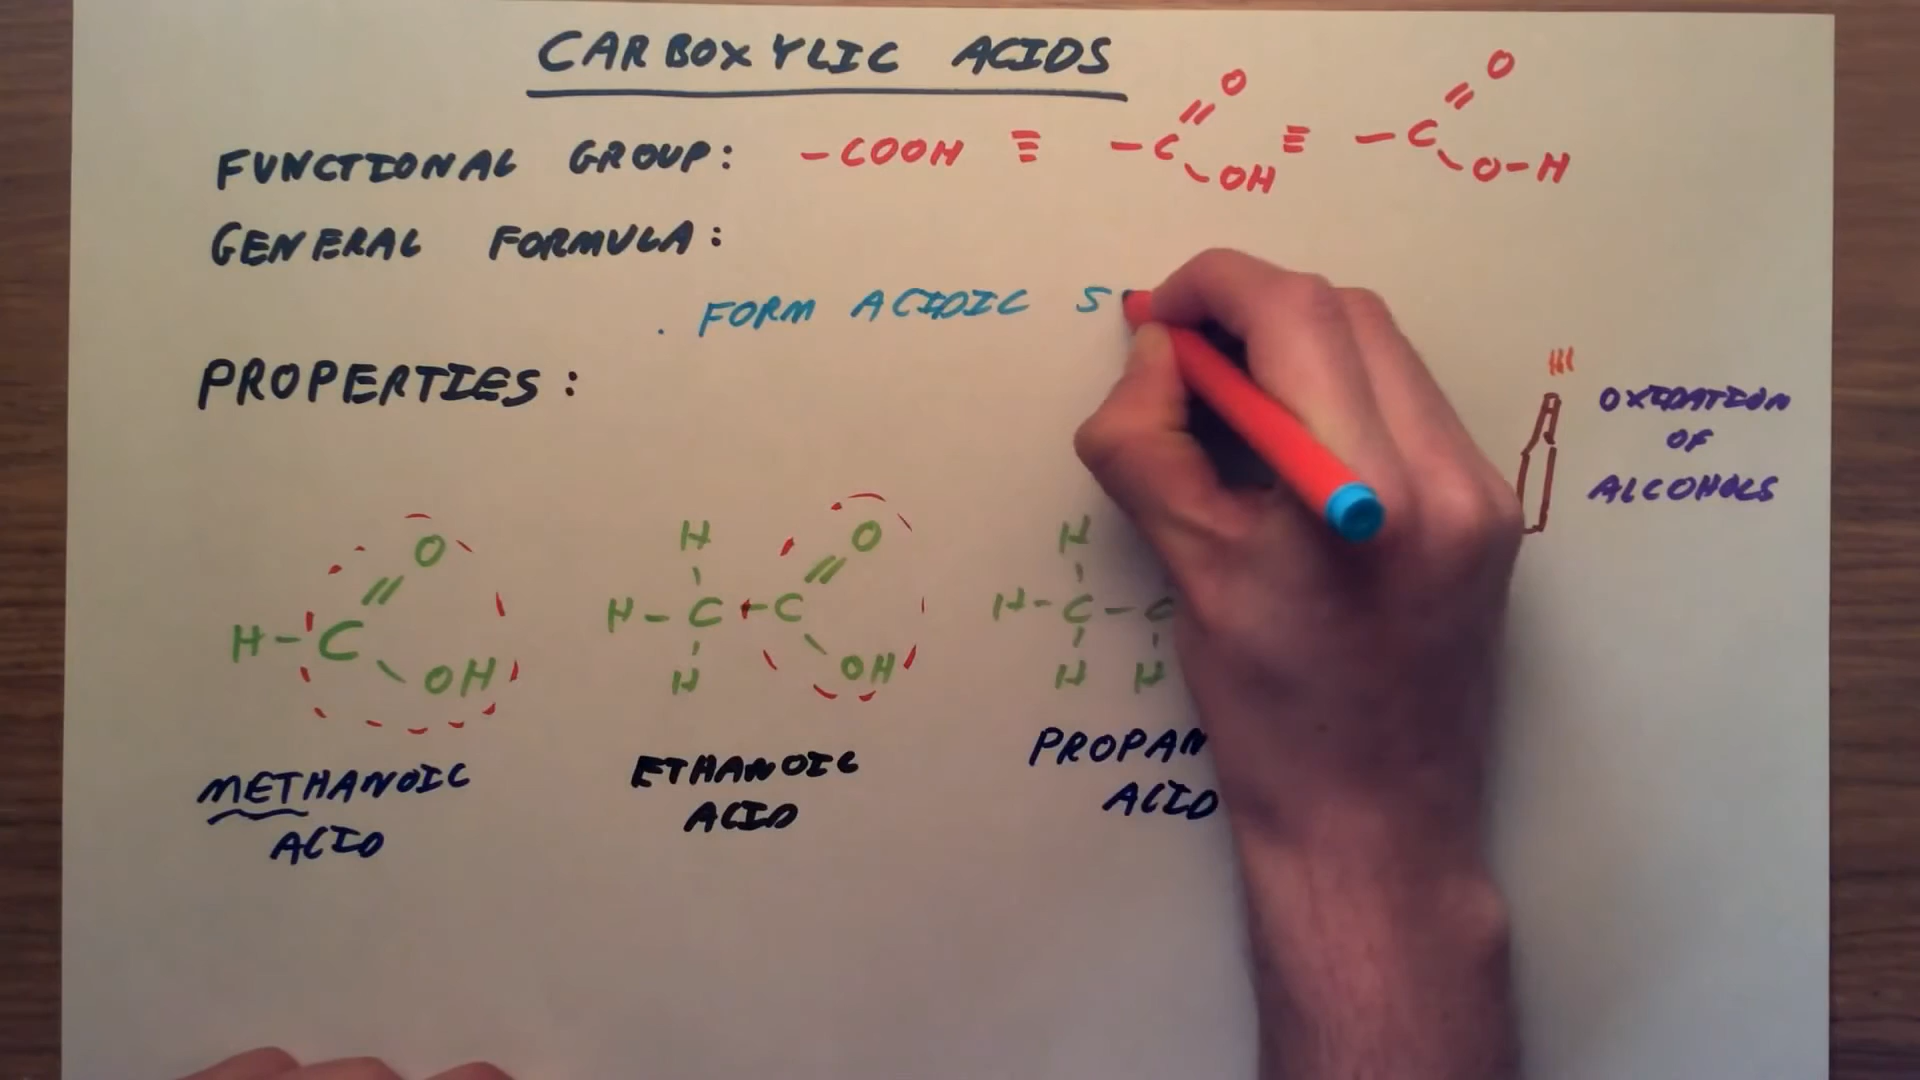 CARBOXYLIC ACIDS
FUNCTIONAL GROUP: -COOH ≡ -C=O OH ≡ -C=O O-H
GENERAL FORMULA:
. FORM ACIDIC S
PROPERTIES:
OXIDATION
OF
ALCOHOLS
H-C=O OH
H H-C-C=O H OH
H H-C-C H H
METHANOIC
ACID
ETHANOIC
ACID
PROPAN
ACID